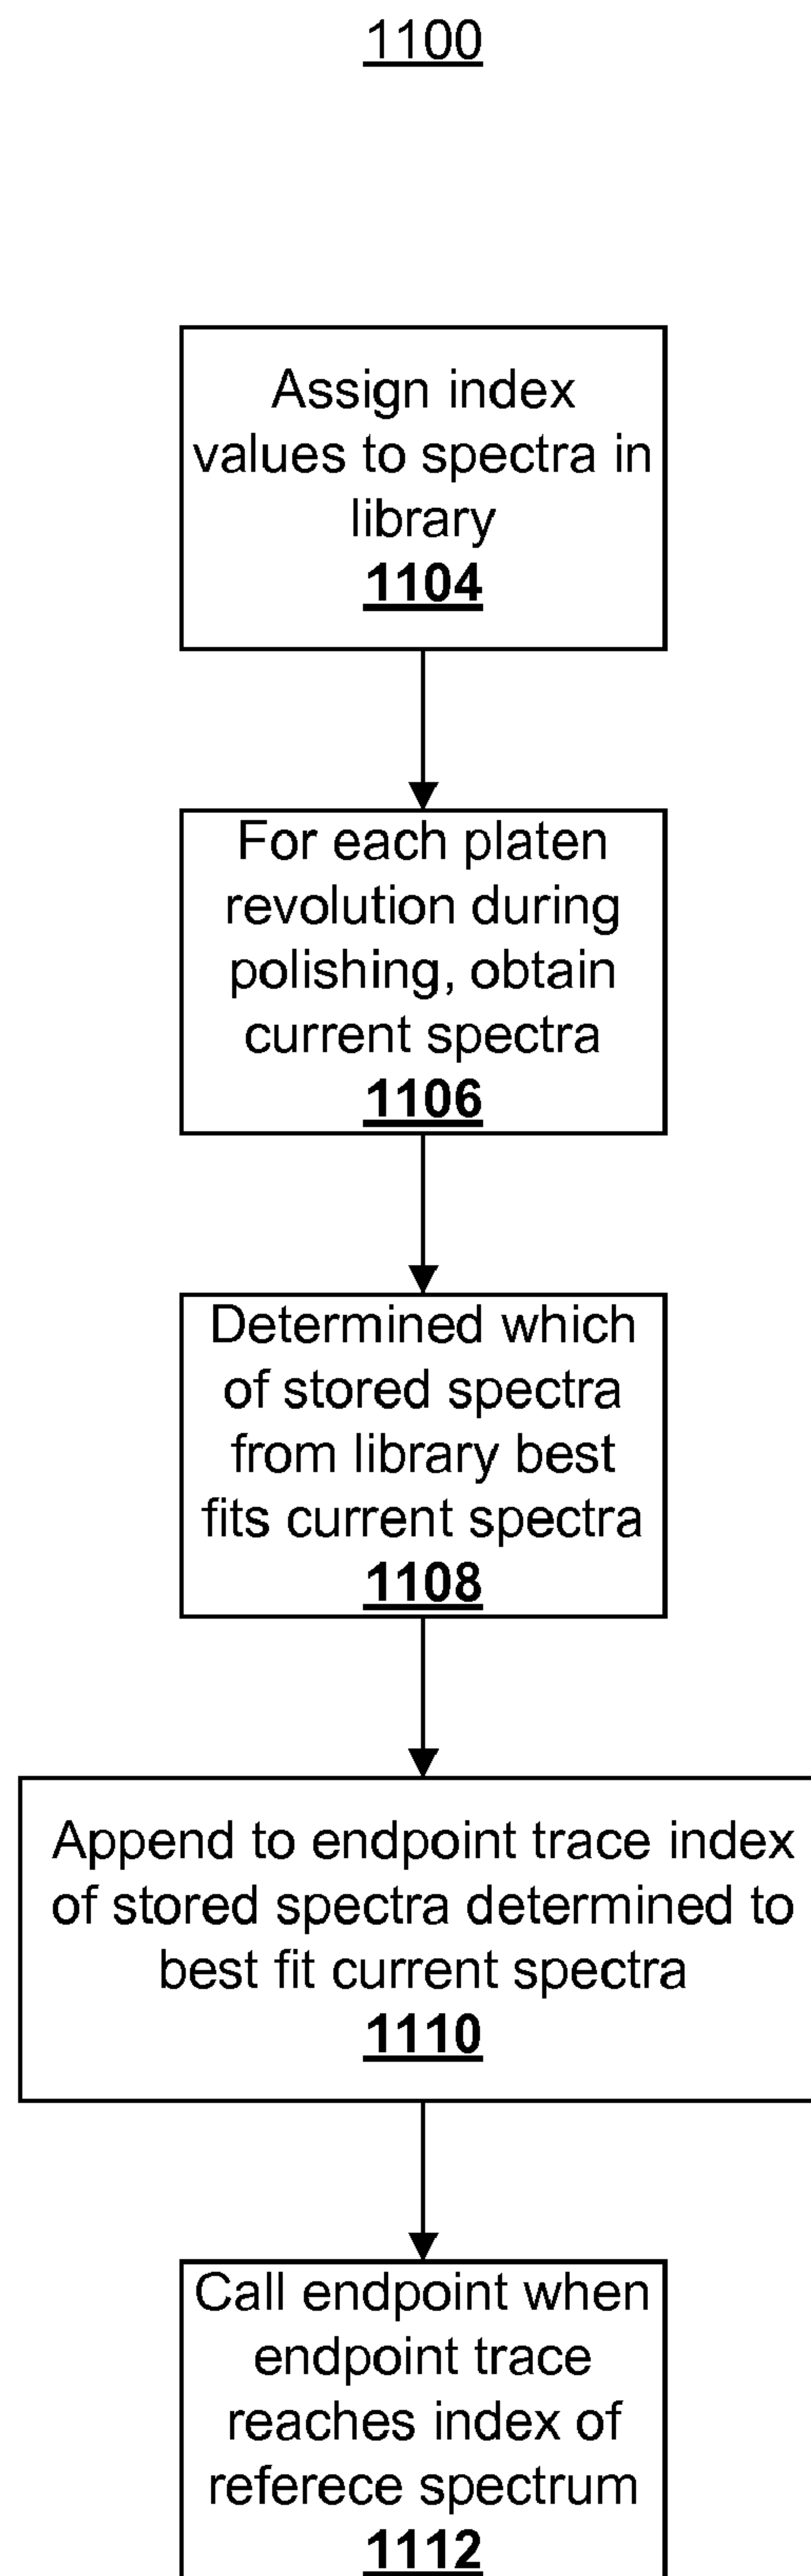 1100
Assign index
values to spectra in
library
1104
For each platen
revolution during
polishing, obtain
current spectra
1106
Determined which
of stored spectra
from library best
fits current spectra
1108
Append to endpoint trace index
of stored spectra determined to
best fit current spectra
1110
Call endpoint when
endpoint trace
reaches index of
referece spectrum
1112